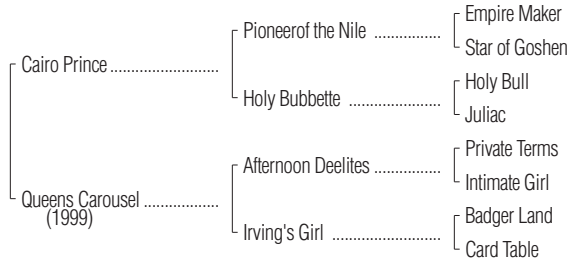 Empire Maker
Pioneerof the Nile ..................
Star of Goshen
Cairo Prince .............................
Holy Bull
Holy Bubbette .........................
Juliac
Private Terms
Afternoon Deelites ..................
Intimate Girl
Queens Carousel ....................
(1999)
Badger Land
Irving's Girl .............................
Card Table